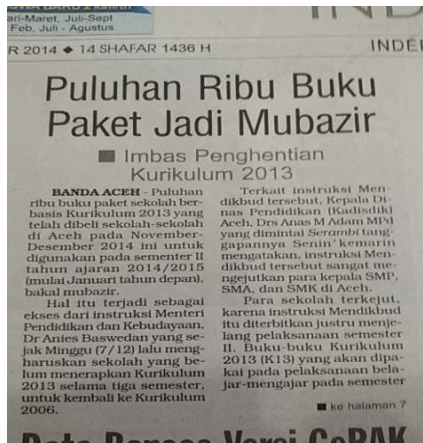 ari-Maret, Juli-Sept
Feb, Juli - Agustus
R 2014 ◆ 14 SHAFAR 1436 H
Puluhan Ribu Buku
Paket Jadi Mubazir
■ Imbas Penghentian
Kurikulum 2013
BANDA ACEH - Puluhan
ribu buku paket sekolah ber-
basis Kurikulum 2013 yang
telah dibeli sekolah-sekolah
di Aceh pada November-
Desember 2014 ini untuk
digunakan pada semester II
tahun ajaran 2014/2015
(mulai Januari tahun depan),
bakal mubazir.
Hal itu terjadi sebagai
ekses dari instruksi Menteri
Pendidikan dan Kebudayaan,
Dr Anies Baswedan yang se-
jak Minggu (7/12) lalu meng-
haruskan sekolah yang be-
lum menerapkan Kurikulum
2013 selama tiga semester,
untuk kembali ke Kurikulum
2006.
Terkait instruksi Men-
dikbud tersebut, Kepala Di-
nas Pendidikan (Kadisdik)
Aceh, Drs Anas M Adam MPd
yang dimintai Serambi tang-
gapannya Senin kemarin
mengatakan, instruksi Men-
dikbud tersebut sangat me-
ngejutkan para kepala SMP,
SMA, dan SMK di Aceh.
Para sekolah terkejut,
karena instruksi Mendikbud
itu diterbitkan justru menje-
lang pelaksanaan semester
II. Buku-buku Kurikulum
2013 (K13) yang akan dipa-
kai pada pelaksanaan bela-
jar-mengajar pada semester
■ ke halaman 7